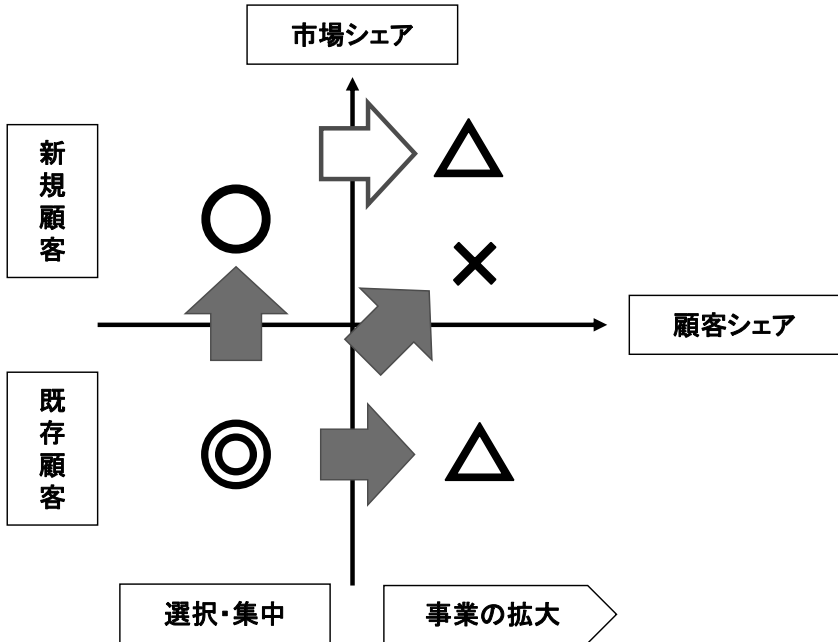 市場シェア
新規顧客
顧客シェア
既存顧客
選択・集中
事業の拡大